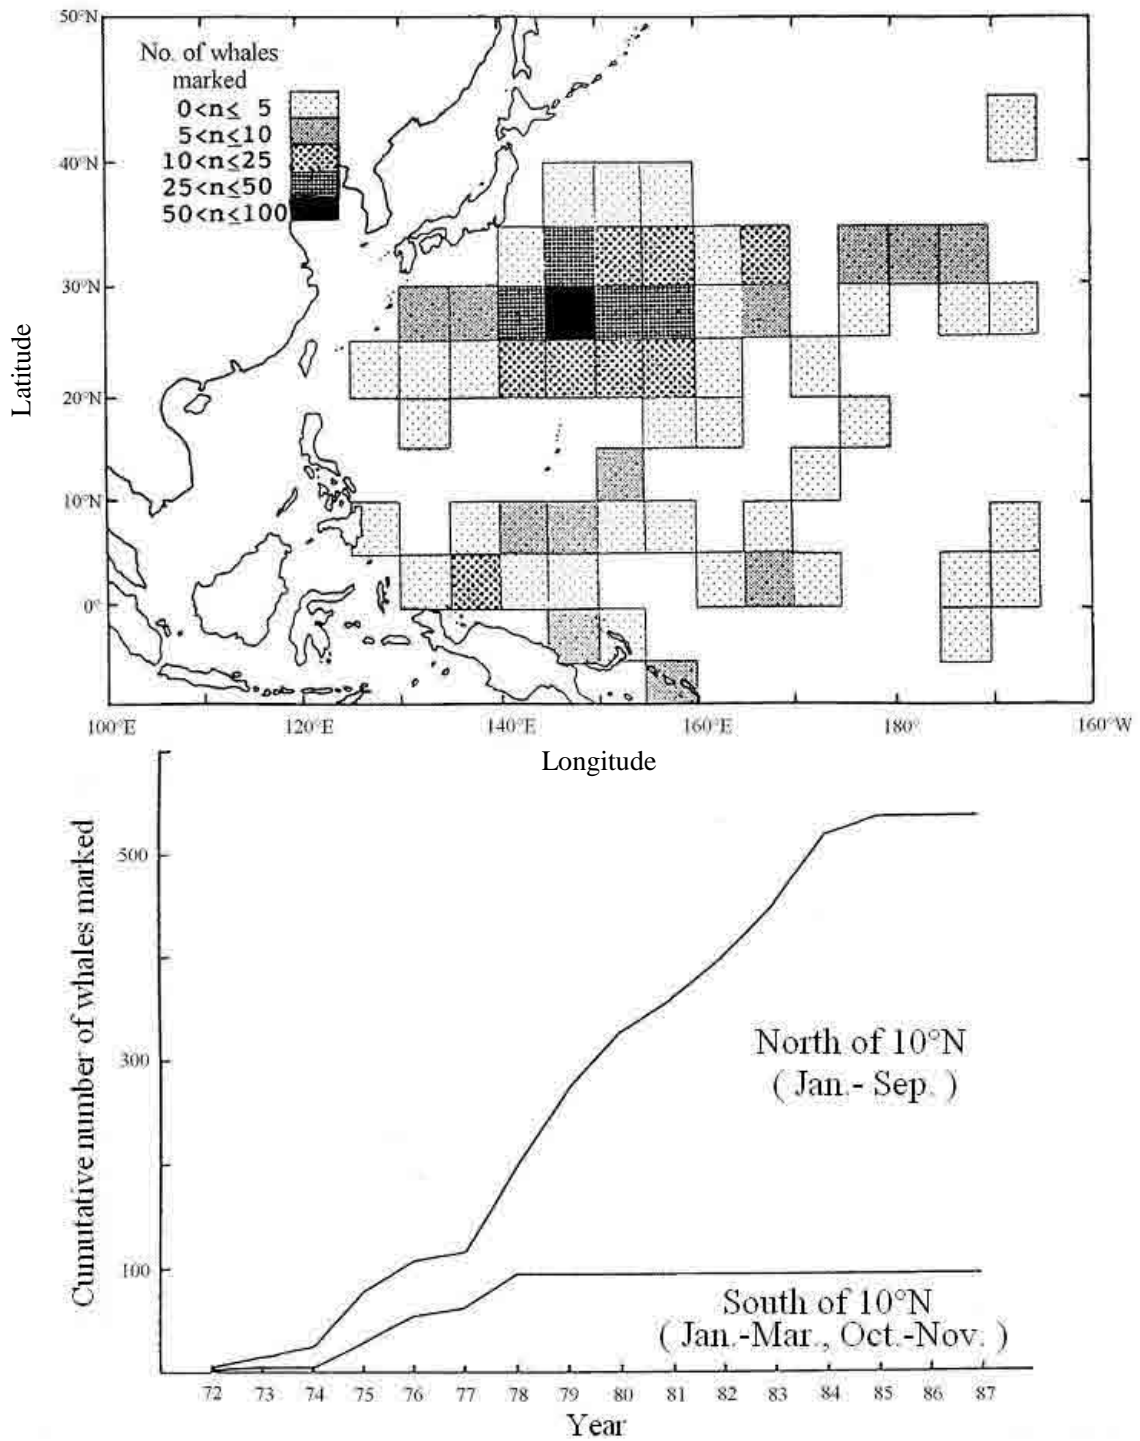 50°N
No. of whales
marked
0<n≤ 5
5<n≤10
10<n≤25
25<n≤50
50<n≤100
40°N
30°N
20°N
10°N
0°
Latitude
100°E 120°E 140°E 160°E 180° 160°W
Longitude
500
300
100
Cumutative number of whales marked
North of 10°N
( Jan.- Sep. )
South of 10°N
( Jan.-Mar., Oct.-Nov. )
72 73 74 75 76 77 78 79 80 81 82 83 84 85 86 87
Year